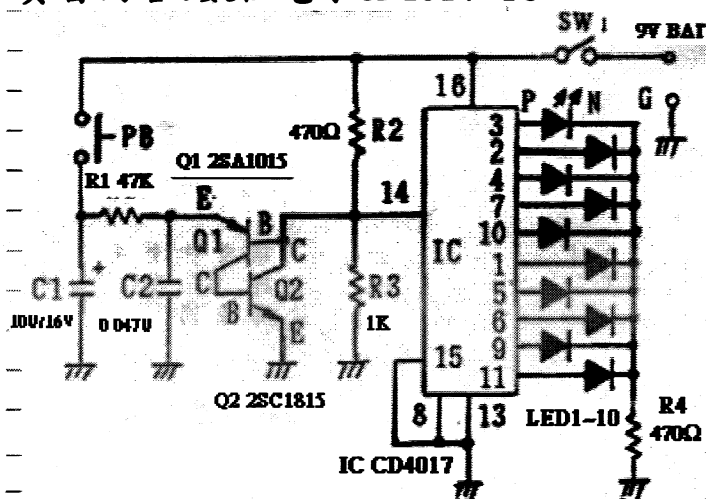 SW1
9V BAT
16
P
N
G
PB
470Ω
R2
3
2
4
7
10
1
5
6
9
11
Q1 2SA1015
R1 47K
14
E
B
C
Q1
IC
C1
+
C2
C
B
Q2
E
R3
1K
10U/16V
0.047U
15
Q2 2SC1815
8
13
LED1~10
R4
470Ω
IC CD4017